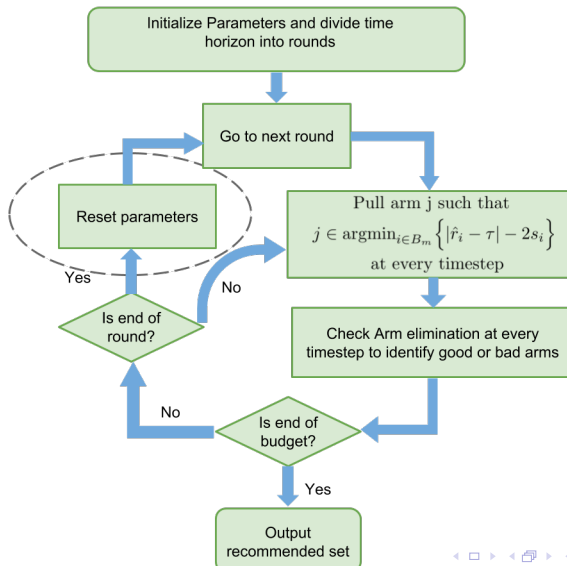 Initialize Parameters and divide time
horizon into rounds
Go to next round
Reset parameters
Pull arm j such that
j ∈ argmin_{i∈B_m} {|r̂_i − τ| − 2s_i}
at every timestep
Yes
No
Is end of
round?
Check Arm elimination at every
timestep to identify good or bad arms
No
Is end of
budget?
Yes
Output
recommended set